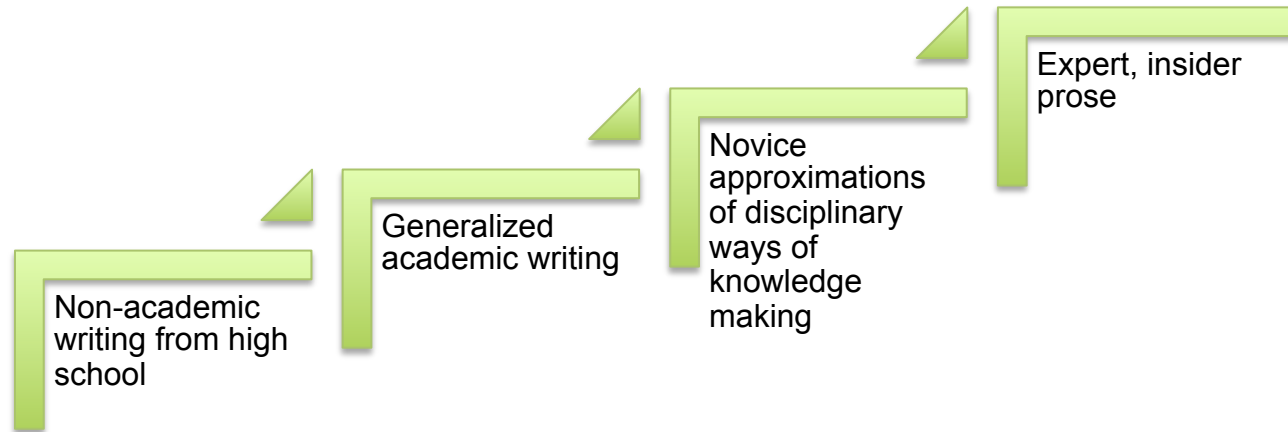 Non-academic
writing from high
school
Generalized
academic writing
Novice
approximations
of disciplinary
ways of
knowledge
making
Expert, insider
prose